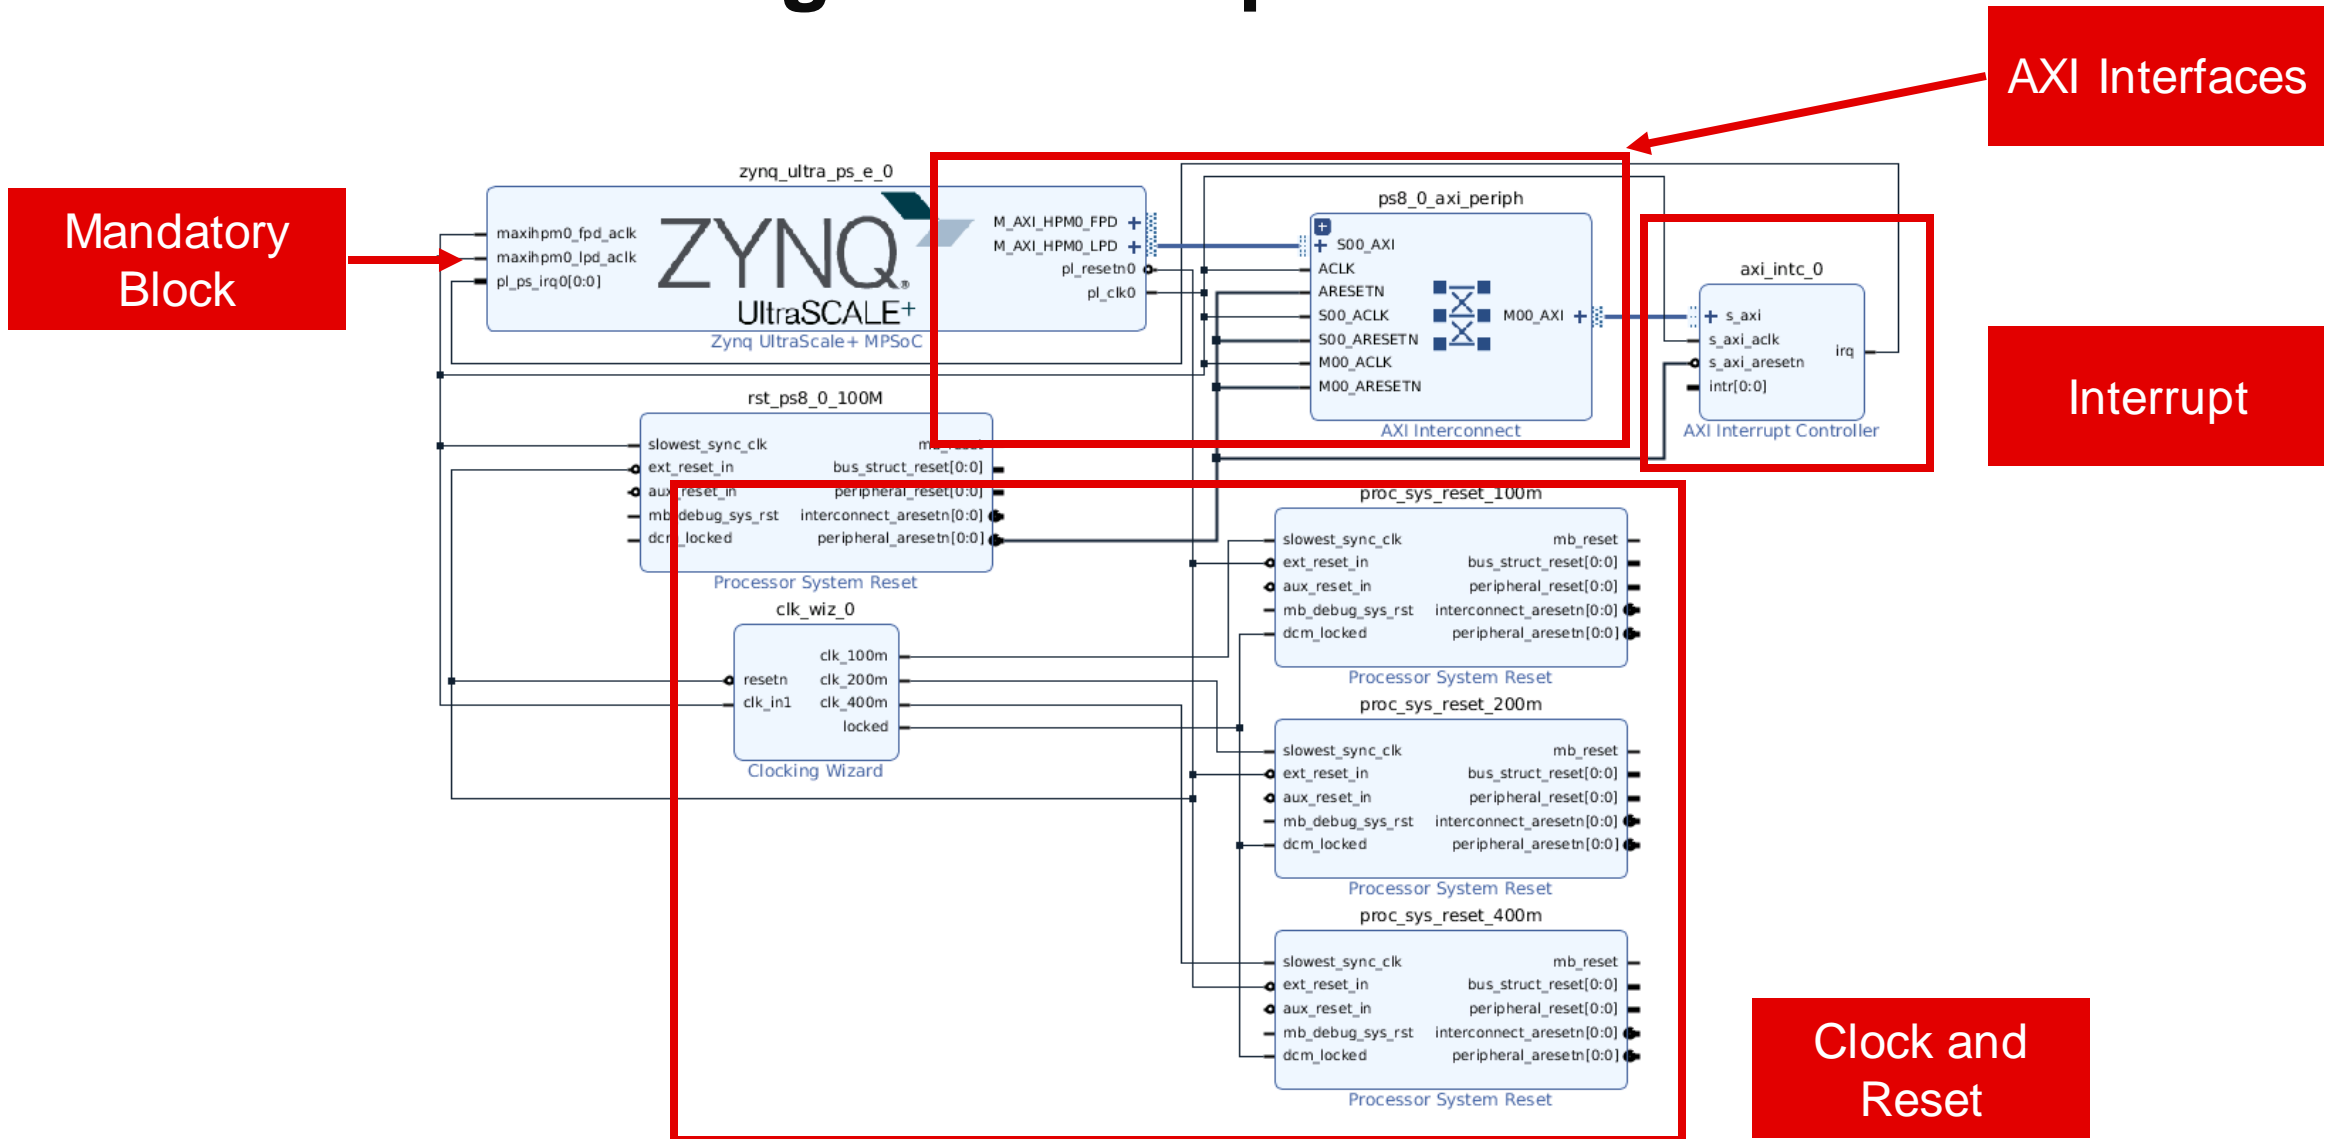 AXI Interfaces
Mandatory
Block
zynq_ultra_ps_e_0
maxihpm0_fpd_aclk
maxihpm0_lpd_aclk
pl_ps_irq0[0:0]
ZYNQ
UltraSCALE+
M_AXI_HPM0_FPD
M_AXI_HPM0_LPD
pl_resetn0
pl_clk0
Zynq UltraScale+ MPSoC
ps8_0_axi_periph
S00_AXI
ACLK
ARESETN
S00_ACLK
S00_ARESETN
M00_ACLK
M00_ARESETN
M00_AXI
AXI Interconnect
axi_intc_0
s_axi
s_axi_aclk
s_axi_aresetn
intr[0:0]
irq
AXI Interrupt Controller
Interrupt
rst_ps8_0_100M
slowest_sync_clk
ext_reset_in
aux_reset_in
mb_debug_sys_rst
dcm_locked
mb_reset
bus_struct_reset[0:0]
peripheral_reset[0:0]
interconnect_aresetn[0:0]
peripheral_aresetn[0:0]
Processor System Reset
clk_wiz_0
resetn
clk_in1
clk_100m
clk_200m
clk_400m
locked
Clocking Wizard
proc_sys_reset_100m
slowest_sync_clk
ext_reset_in
aux_reset_in
mb_debug_sys_rst
dcm_locked
mb_reset
bus_struct_reset[0:0]
peripheral_reset[0:0]
interconnect_aresetn[0:0]
peripheral_aresetn[0:0]
Processor System Reset
proc_sys_reset_200m
slowest_sync_clk
ext_reset_in
aux_reset_in
mb_debug_sys_rst
dcm_locked
mb_reset
bus_struct_reset[0:0]
peripheral_reset[0:0]
interconnect_aresetn[0:0]
peripheral_aresetn[0:0]
Processor System Reset
proc_sys_reset_400m
slowest_sync_clk
ext_reset_in
aux_reset_in
mb_debug_sys_rst
dcm_locked
mb_reset
bus_struct_reset[0:0]
peripheral_reset[0:0]
interconnect_aresetn[0:0]
peripheral_aresetn[0:0]
Processor System Reset
Clock and
Reset